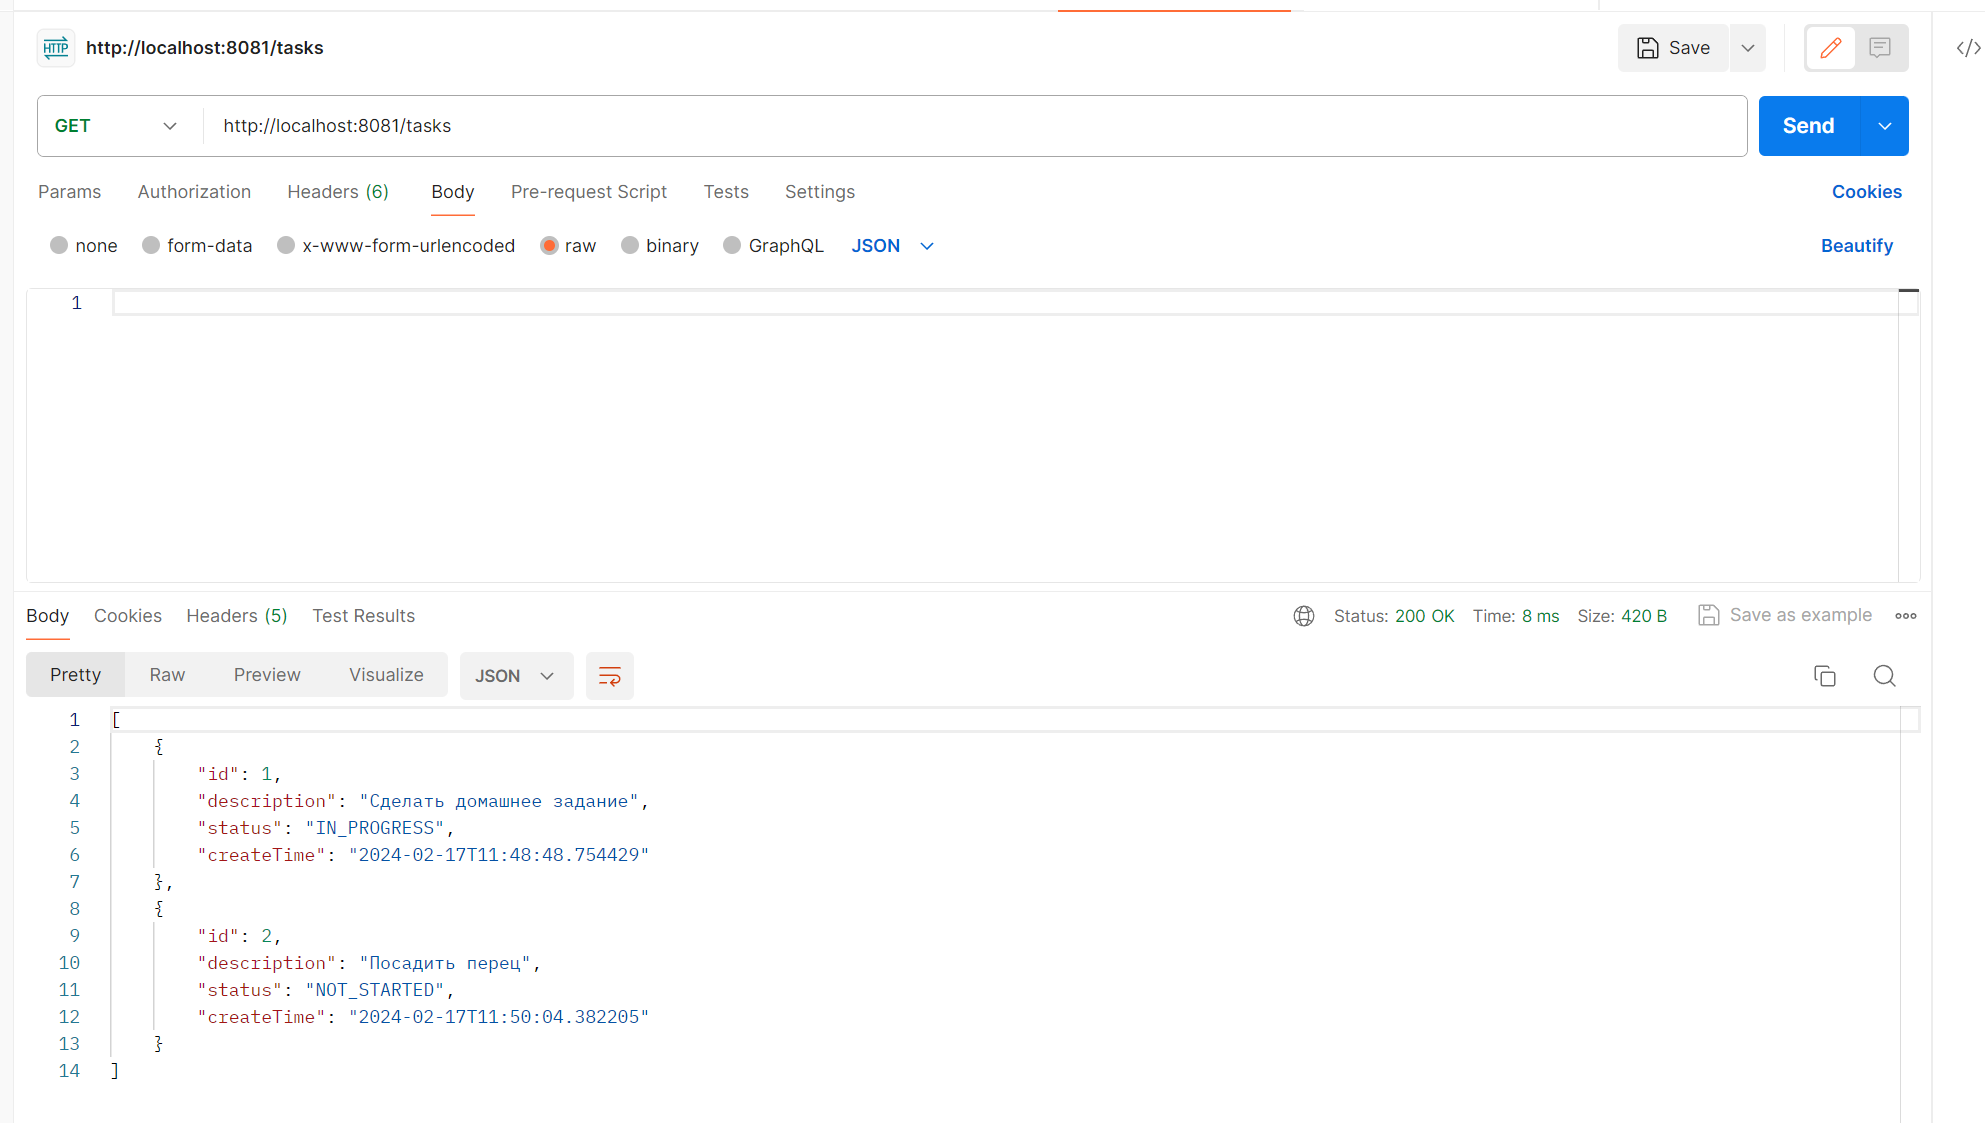 HTTP http://localhost:8081/tasks Save
GET http://localhost:8081/tasks Send
Params Authorization Headers (6) Body Pre-request Script Tests Settings Cookies
none form-data x-www-form-urlencoded raw binary GraphQL JSON Beautify
1
Body Cookies Headers (5) Test Results Status: 200 OK Time: 8 ms Size: 420 B Save as example
Pretty Raw Preview Visualize JSON
1 [
2 {
3 "id": 1,
4 "description": "Сделать домашнее задание",
5 "status": "IN_PROGRESS",
6 "createTime": "2024-02-17T11:48:48.754429"
7 },
8 {
9 "id": 2,
10 "description": "Посадить перец",
11 "status": "NOT_STARTED",
12 "createTime": "2024-02-17T11:50:04.382205"
13 }
14 ]